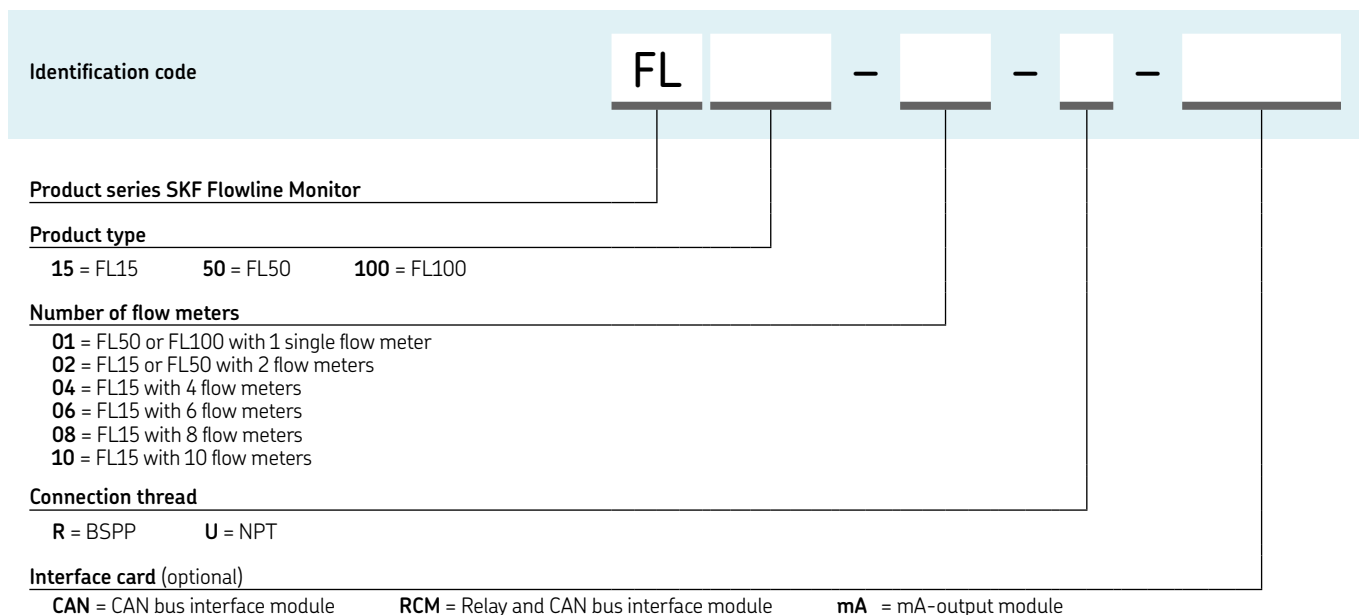 Identification code FL – – –
Product series SKF Flowline Monitor
Product type
15 = FL15 50 = FL50 100 = FL100
Number of flow meters
01 = FL50 or FL100 with 1 single flow meter
02 = FL15 or FL50 with 2 flow meters
04 = FL15 with 4 flow meters
06 = FL15 with 6 flow meters
08 = FL15 with 8 flow meters
10 = FL15 with 10 flow meters
Connection thread
R = BSPP U = NPT
Interface card (optional)
CAN = CAN bus interface module RCM = Relay and CAN bus interface module mA = mA-output module